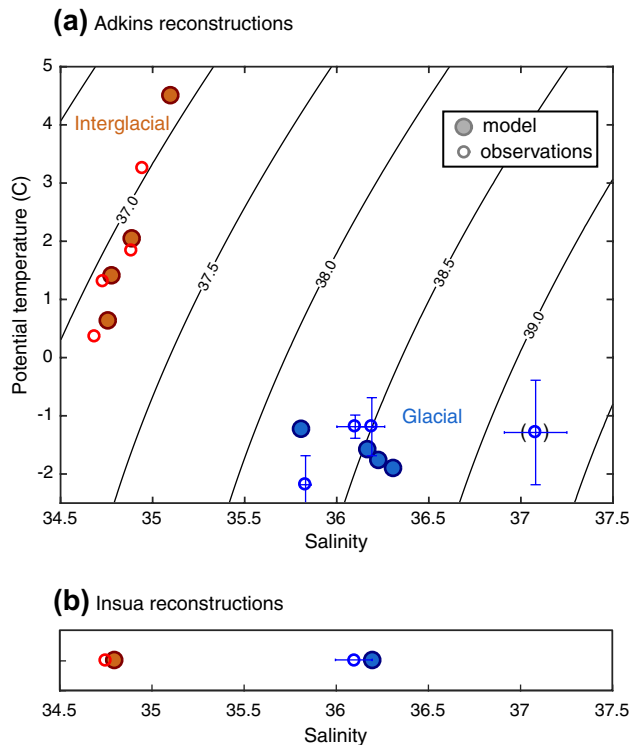 (a) Adkins reconstructions
5
4
3
2
1
0
-1
-2
Potential temperature (C)
Interglacial
model
observations
37.0
37.5
38.0
38.5
39.0
Glacial
( )
34.5 35 35.5 36 36.5 37 37.5
Salinity
(b) Insua reconstructions
34.5 35 35.5 36 36.5 37 37.5
Salinity